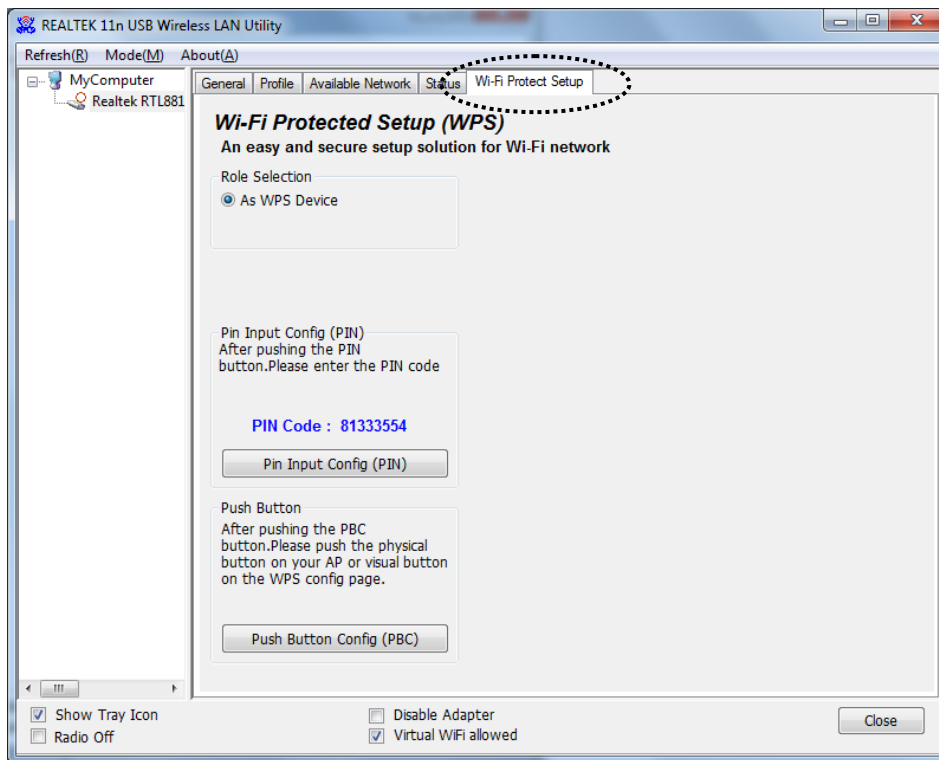 REALTEK 11n USB Wireless LAN Utility
Refresh(R) Mode(M) About(A)
MyComputer
Realtek RTL881
General Profile Available Network Status Wi-Fi Protect Setup
Wi-Fi Protected Setup (WPS)
An easy and secure setup solution for Wi-Fi network
Role Selection
As WPS Device
Pin Input Config (PIN)
After pushing the PIN
button.Please enter the PIN code
PIN Code : 81333554
Pin Input Config (PIN)
Push Button
After pushing the PBC
button.Please push the physical
button on your AP or visual button
on the WPS config page.
Push Button Config (PBC)
Show Tray Icon
Radio Off
Disable Adapter
Virtual WiFi allowed
Close